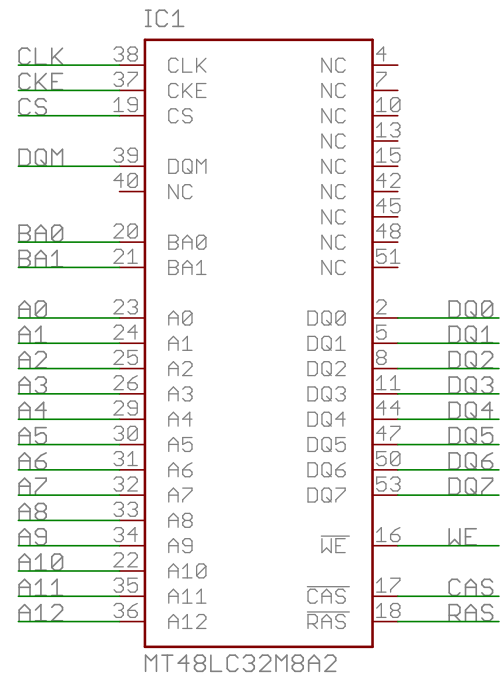 IC1
CLK 38 CLK NC 4
CKE 37 CKE NC 7
CS 19 CS NC 10
NC 13
DQM 39 DQM NC 15
40 NC NC 42
NC 45
BA0 20 BA0 NC 48
BA1 21 BA1 NC 51
A0 23 A0 DQ0 2 DQ0
A1 24 A1 DQ1 5 DQ1
A2 25 A2 DQ2 8 DQ2
A3 26 A3 DQ3 11 DQ3
A4 29 A4 DQ4 44 DQ4
A5 30 A5 DQ5 47 DQ5
A6 31 A6 DQ6 50 DQ6
A7 32 A7 DQ7 53 DQ7
A8 33 A8
A9 34 A9 WE 16 WE
A10 22 A10
A11 35 A11 CAS 17 CAS
A12 36 A12 RAS 18 RAS
MT48LC32M8A2